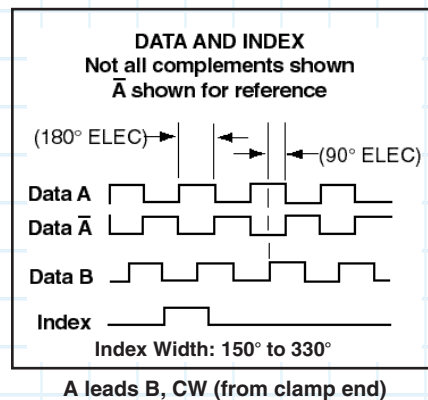 DATA AND INDEX
Not all complements shown
A̅ shown for reference
(180° ELEC)
(90° ELEC)
Data A
Data A̅
Data B
Index
Index Width: 150° to 330°
A leads B, CW (from clamp end)